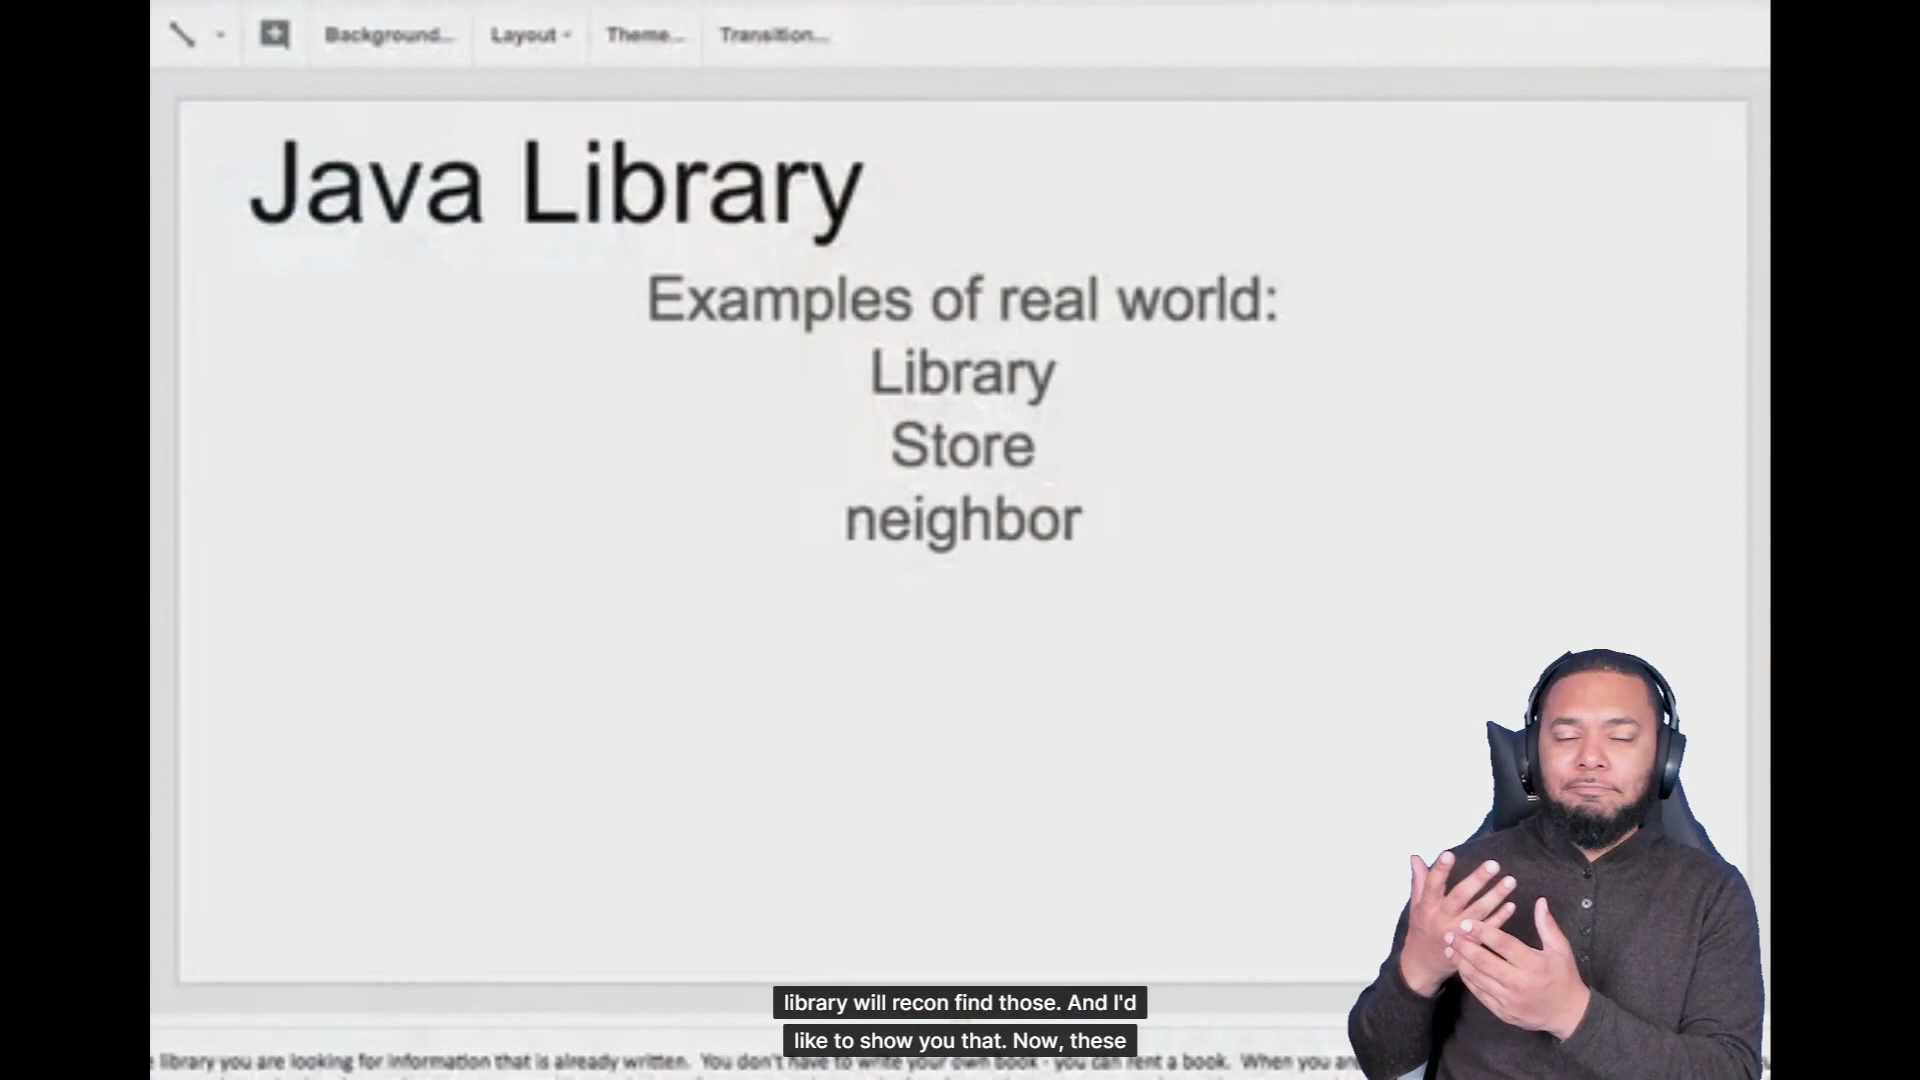 Background... Layout Theme... Transition...
Java Library
Examples of real world:
Library
Store
neighbor
library will recon find those. And I'd
like to show you that. Now, these
library you are looking for information that is already written. You don't have to write your own book - you can rent a book. When you